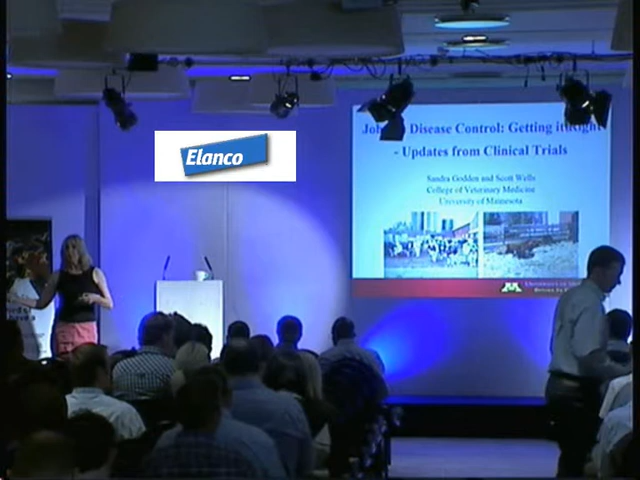 Elanco
Disease Control: Getting it Right
- Updates from Clinical Trials
Sandra Godden and Scott Wells
College of Veterinary Medicine
University of Minnesota